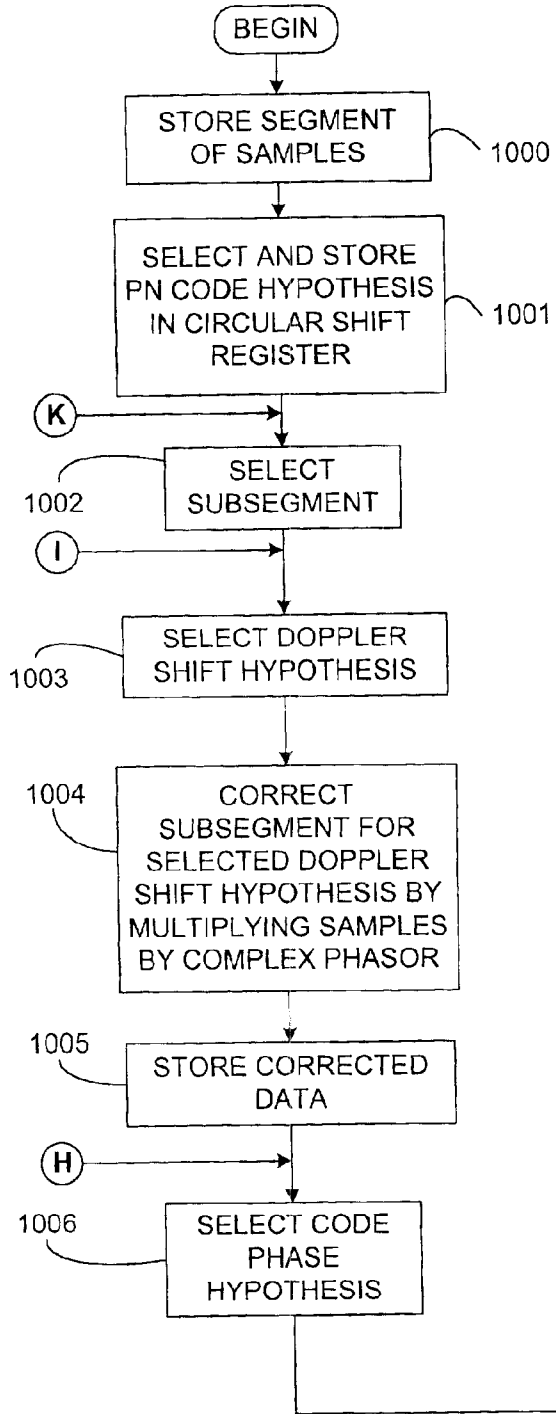 BEGIN
STORE SEGMENT
OF SAMPLES
1000
SELECT AND STORE
PN CODE HYPOTHESIS
IN CIRCULAR SHIFT
REGISTER
1001
K
1002
SELECT
SUBSEGMENT
I
1003
SELECT DOPPLER
SHIFT HYPOTHESIS
1004
CORRECT
SUBSEGMENT FOR
SELECTED DOPPLER
SHIFT HYPOTHESIS BY
MULTIPLYING SAMPLES
BY COMPLEX PHASOR
1005
STORE CORRECTED
DATA
H
1006
SELECT CODE
PHASE
HYPOTHESIS